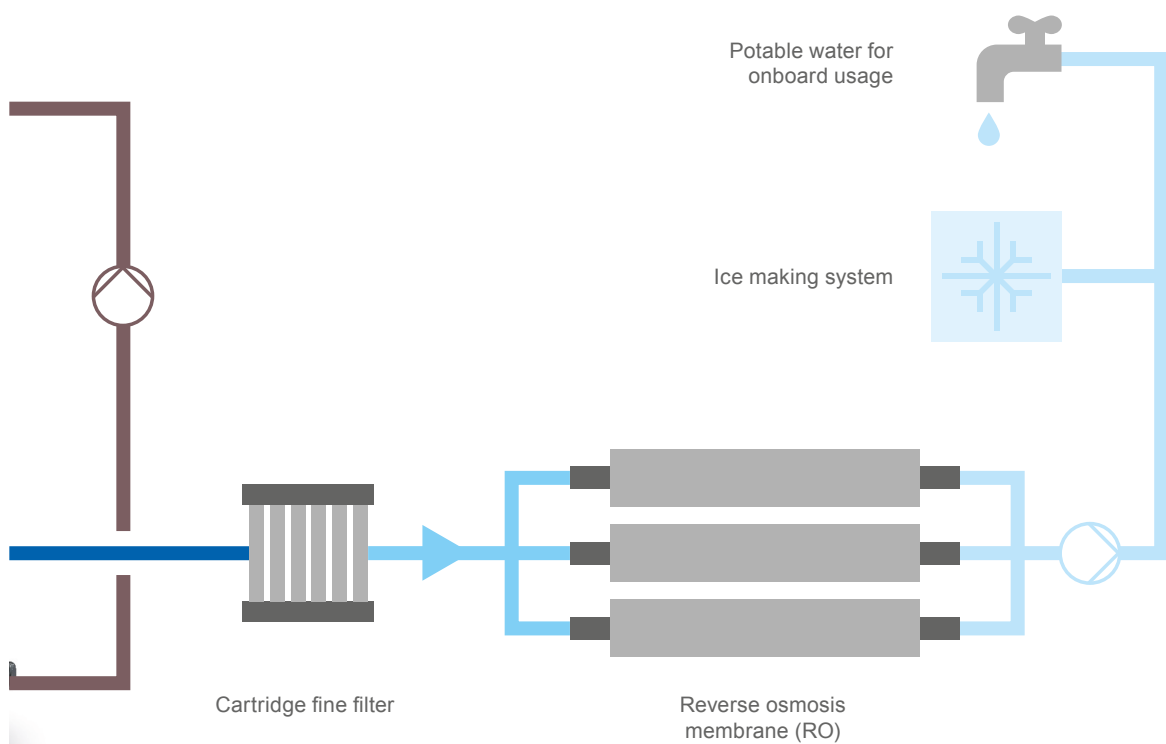 Potable water for
onboard usage
Ice making system
Cartridge fine filter
Reverse osmosis
membrane (RO)